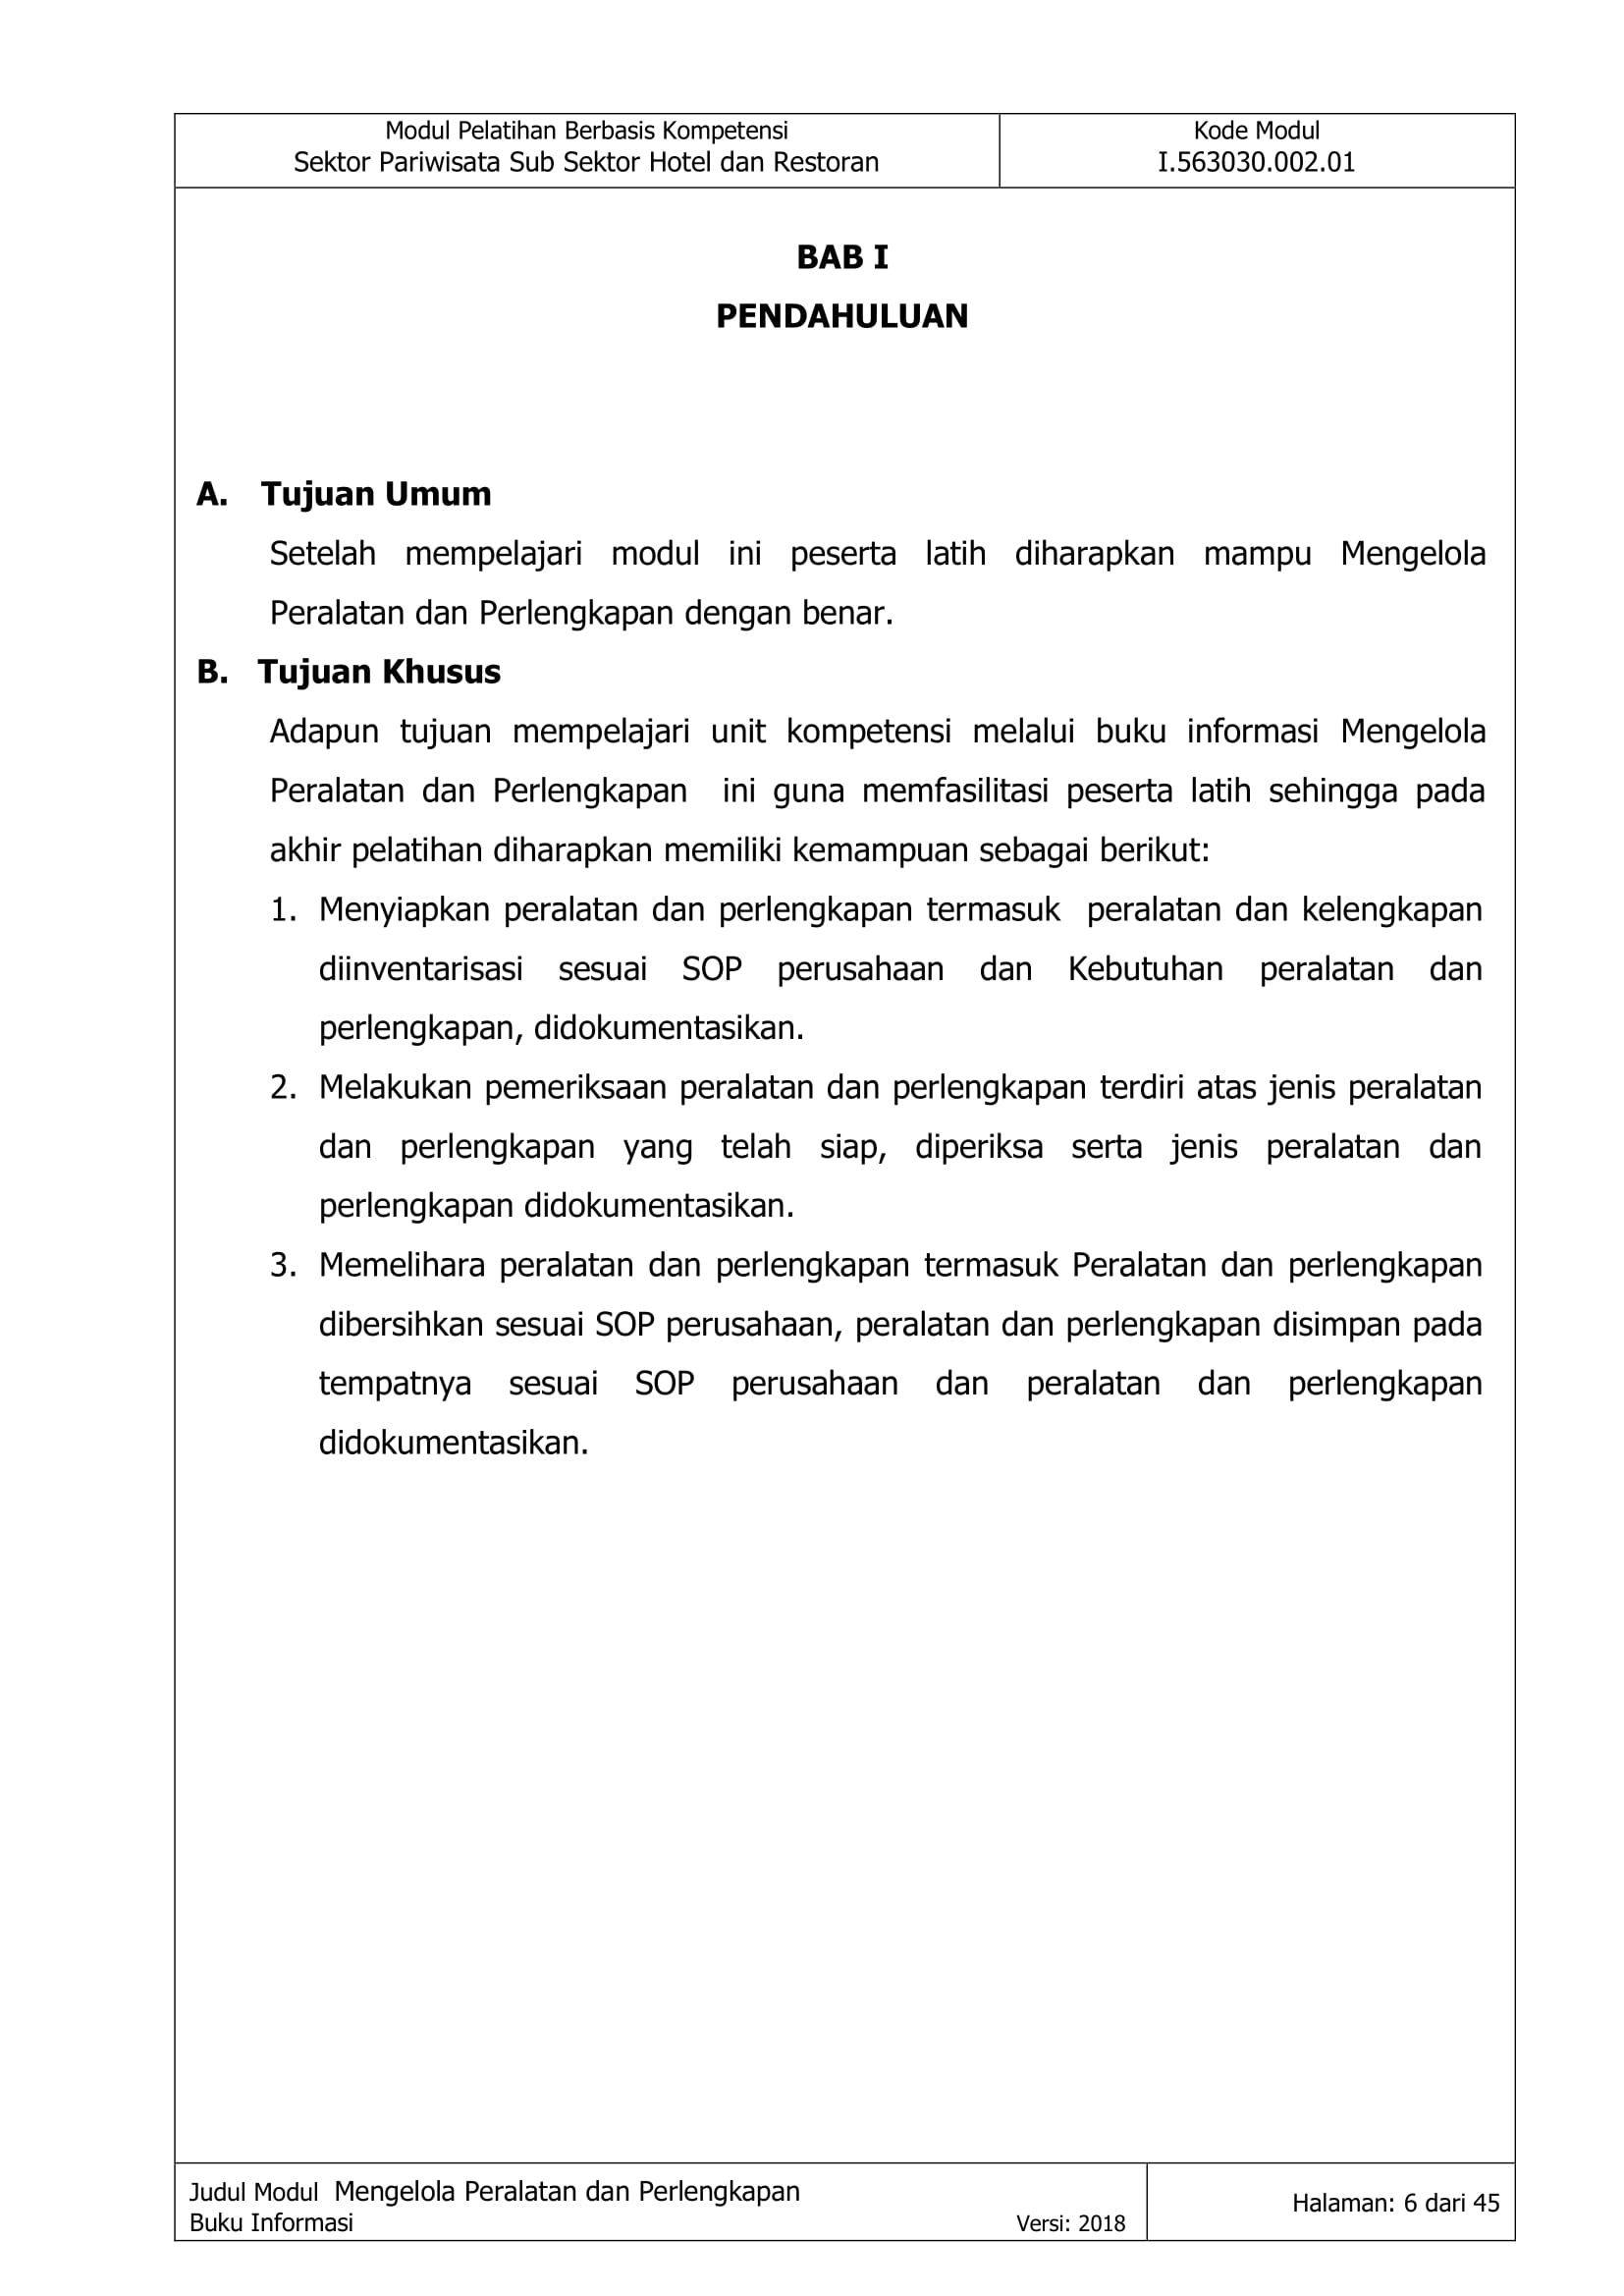 Modul Pelatihan Berbasis Kompetensi
Sektor Pariwisata Sub Sektor Hotel dan Restoran
Kode Modul
I.563030.002.01
BAB I
PENDAHULUAN
A. Tujuan Umum
Setelah mempelajari modul ini peserta latih diharapkan mampu Mengelola
Peralatan dan Perlengkapan dengan benar.
B. Tujuan Khusus
Adapun tujuan mempelajari unit kompetensi melalui buku informasi Mengelola
Peralatan dan Perlengkapan ini guna memfasilitasi peserta latih sehingga pada
akhir pelatihan diharapkan memiliki kemampuan sebagai berikut:
1. Menyiapkan peralatan dan perlengkapan termasuk peralatan dan kelengkapan
diinventarisasi sesuai SOP perusahaan dan Kebutuhan peralatan dan
perlengkapan, didokumentasikan.
2. Melakukan pemeriksaan peralatan dan perlengkapan terdiri atas jenis peralatan
dan perlengkapan yang telah siap, diperiksa serta jenis peralatan dan
perlengkapan didokumentasikan.
3. Memelihara peralatan dan perlengkapan termasuk Peralatan dan perlengkapan
dibersihkan sesuai SOP perusahaan, peralatan dan perlengkapan disimpan pada
tempatnya sesuai SOP perusahaan dan peralatan dan perlengkapan
didokumentasikan.
Judul Modul Mengelola Peralatan dan Perlengkapan
Buku Informasi
Versi: 2018
Halaman: 6 dari 45